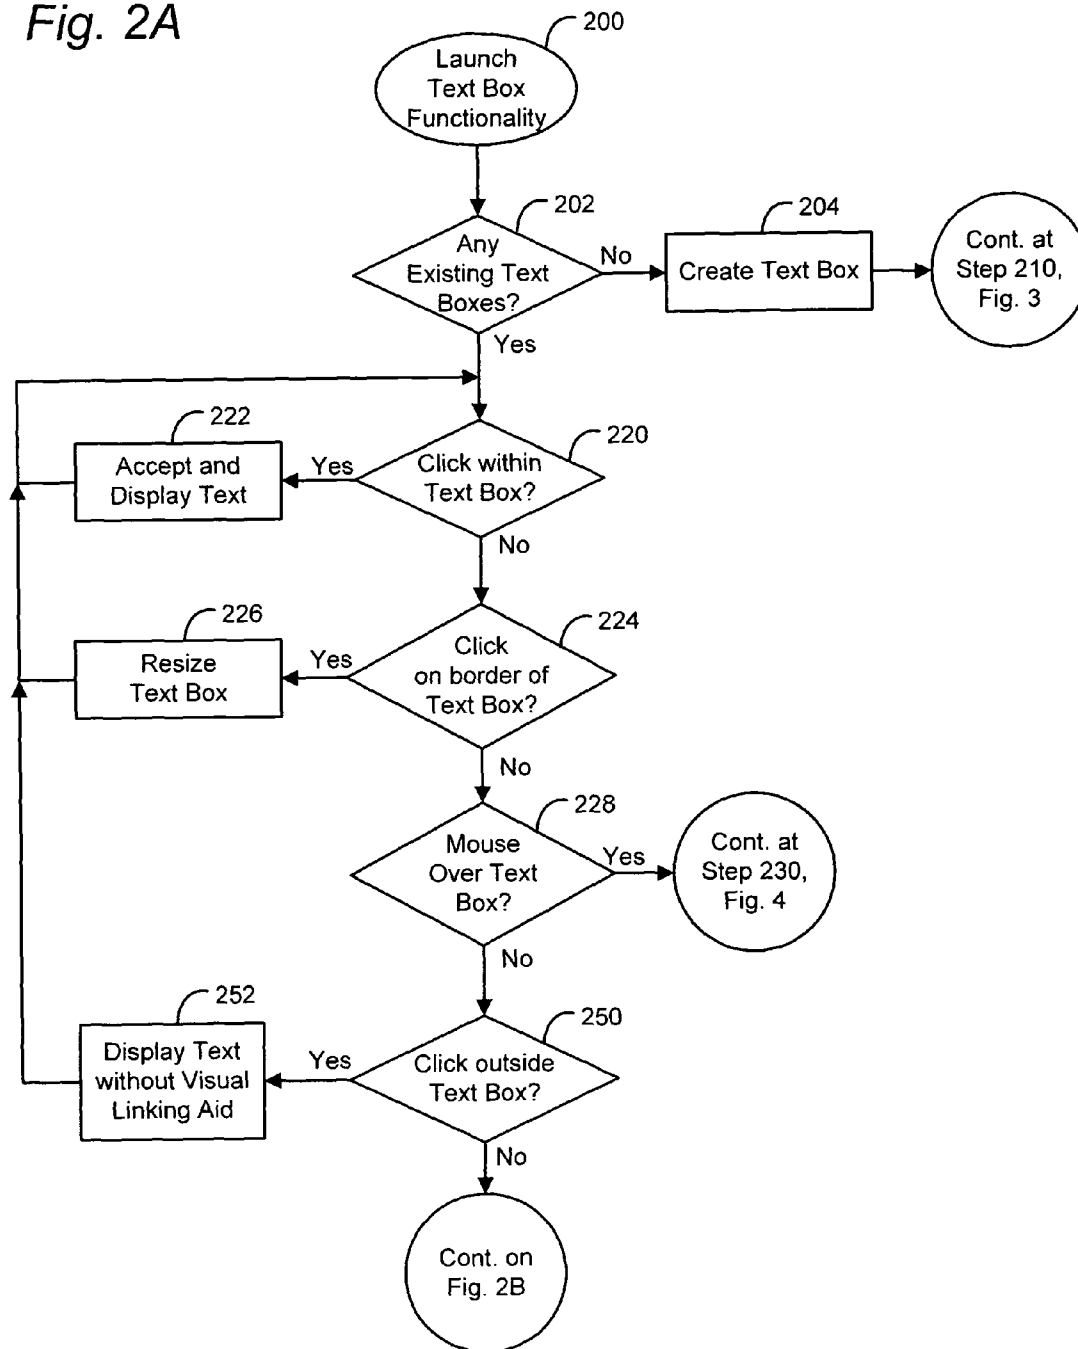 Fig. 2A
200
Launch
Text Box
Functionality
202
Any
Existing Text
Boxes?
No
204
Create Text Box
Cont. at
Step 210,
Fig. 3
Yes
222
Accept and
Display Text
Yes
220
Click within
Text Box?
No
226
Resize
Text Box
Yes
224
Click
on border of
Text Box?
No
228
Mouse
Over Text
Box?
Yes
Cont. at
Step 230,
Fig. 4
No
252
Display Text
without Visual
Linking Aid
Yes
250
Click outside
Text Box?
No
Cont. on
Fig. 2B